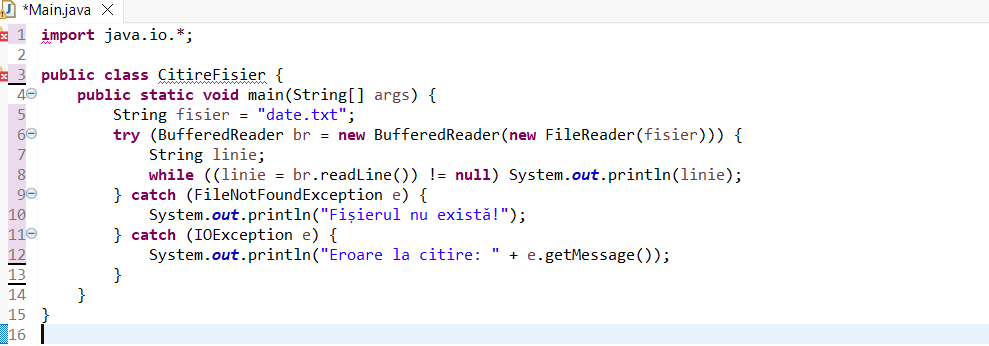 *Main.java
1 import java.io.*;
2
3 public class CitireFisier {
4 public static void main(String[] args) {
5 String fisier = "date.txt";
6 try (BufferedReader br = new BufferedReader(new FileReader(fisier))) {
7 String linie;
8 while ((linie = br.readLine()) != null) System.out.println(linie);
9 } catch (FileNotFoundException e) {
10 System.out.println("Fișierul nu există!");
11 } catch (IOException e) {
12 System.out.println("Eroare la citire: " + e.getMessage());
13 }
14 }
15 }
16